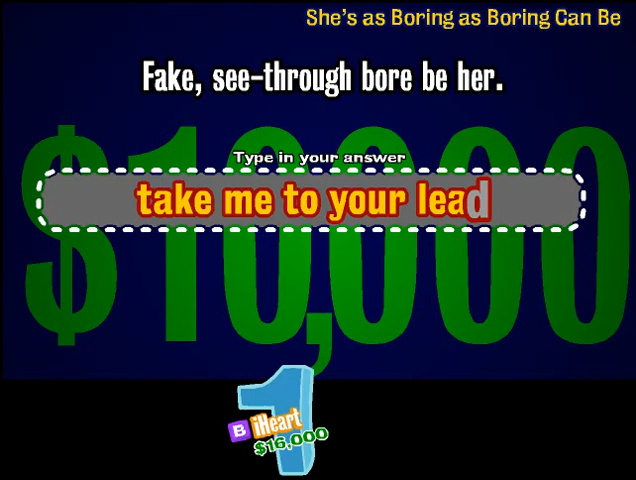 She's as Boring as Boring Can Be
Fake, see-through bore be her.
Type in your answer
take me to your lead
$10,000
1
B iHeart
$16,000